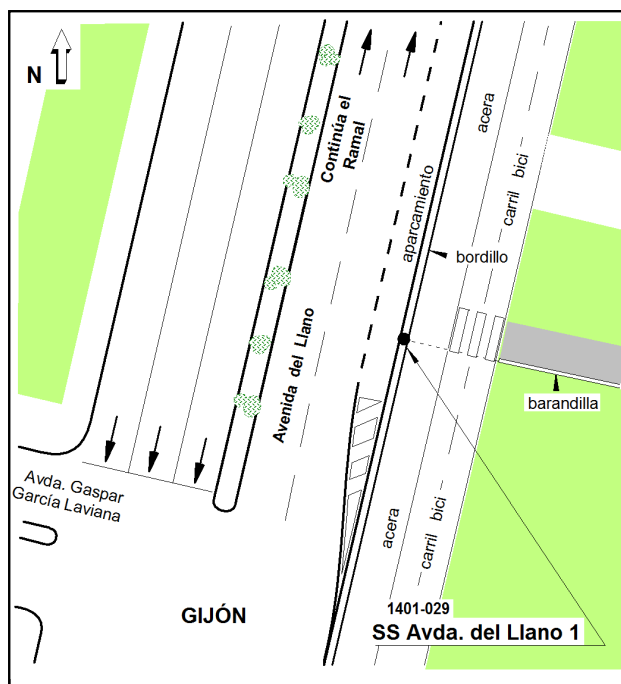 N
Continúa el
Ramal
acera
carril bici
aparcamiento
bordillo
Avenida del Llano
barandilla
Avda. Gaspar
García Laviana
acera
carril bici
GIJÓN
1401-029
SS Avda. del Llano 1